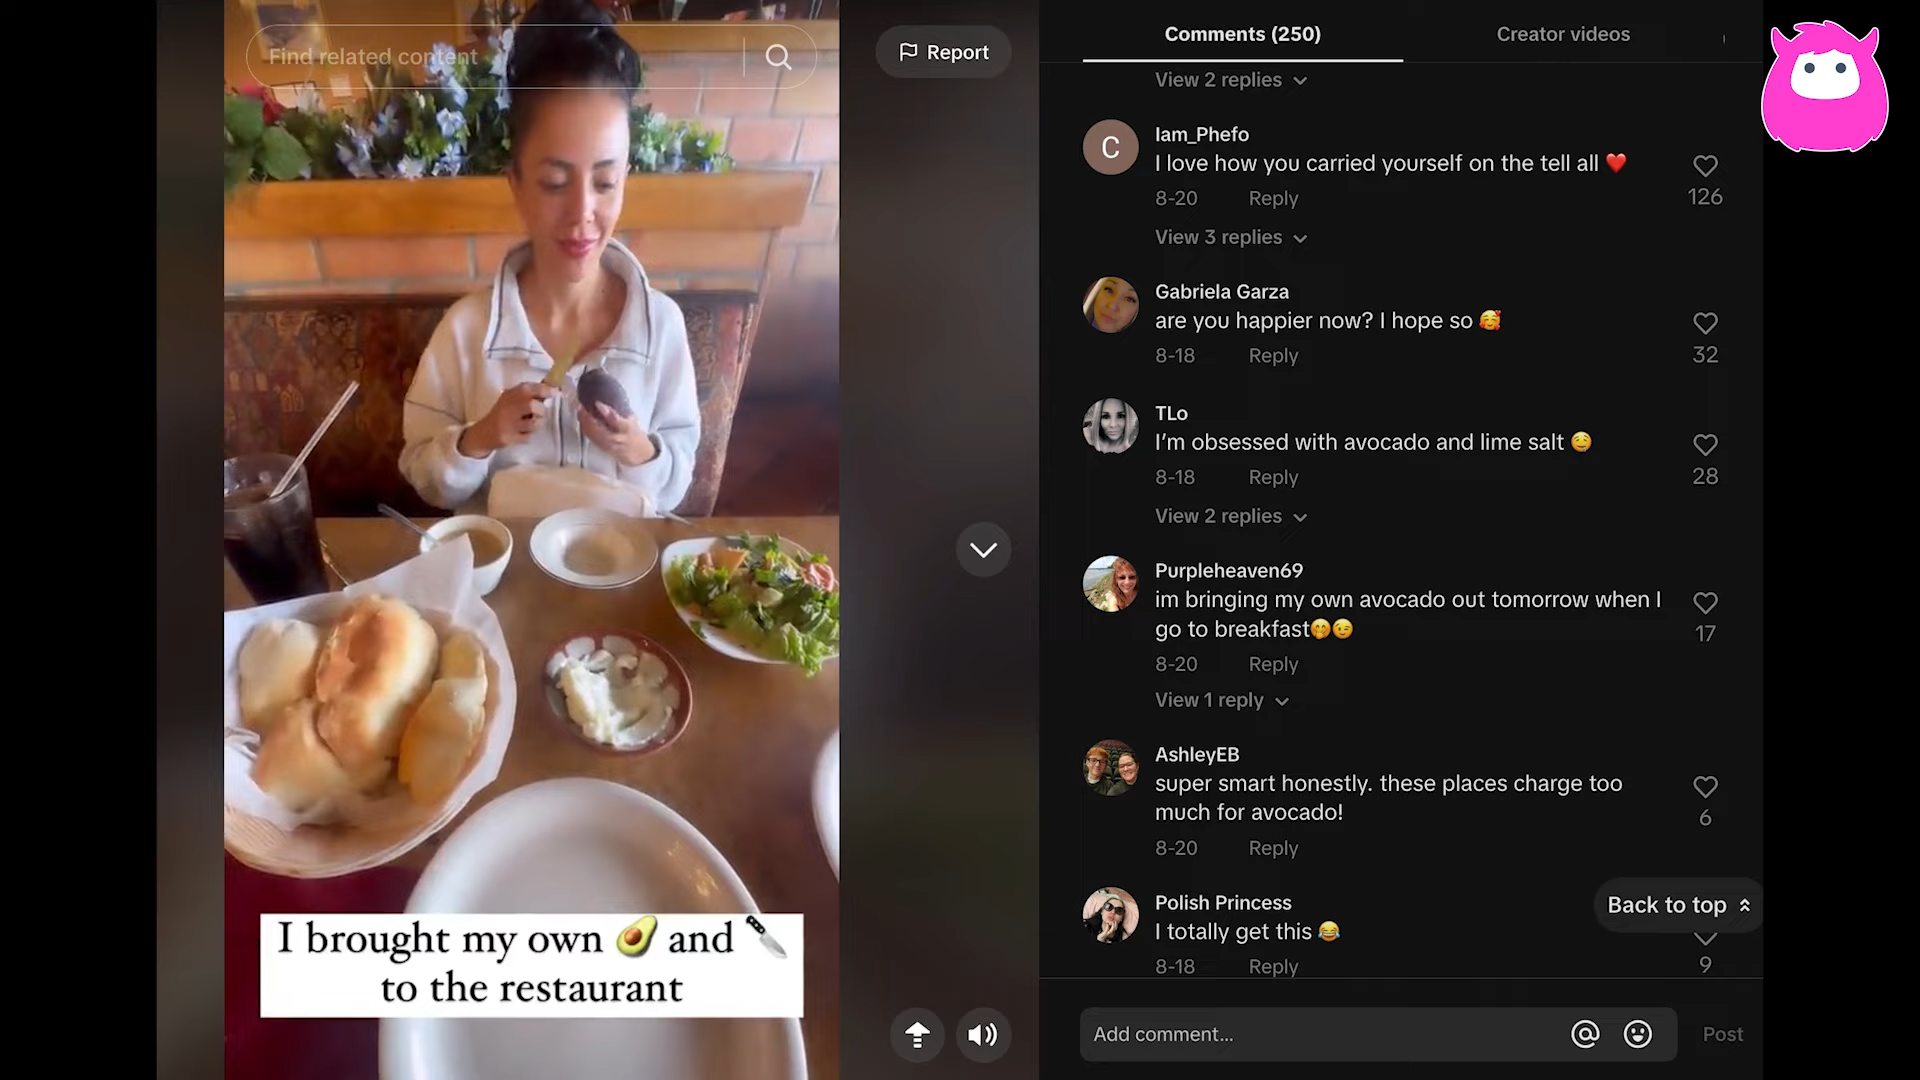 Find related content
Report
I brought my own 🥑 and 🔪
to the restaurant
Comments (250)
Creator videos
View 2 replies
C
Iam_Phefo
I love how you carried yourself on the tell all ❤️
126
8-20 Reply
View 3 replies
Gabriela Garza
are you happier now? I hope so 🥰
32
8-18 Reply
TLo
I'm obsessed with avocado and lime salt 🤤
28
8-18 Reply
View 2 replies
Purpleheaven69
im bringing my own avocado out tomorrow when I
go to breakfast🤭😉
17
8-20 Reply
View 1 reply
AshleyEB
super smart honestly. these places charge too
much for avocado!
6
8-20 Reply
Back to top
Polish Princess
I totally get this 😂
9
8-18 Reply
Add comment...
Post